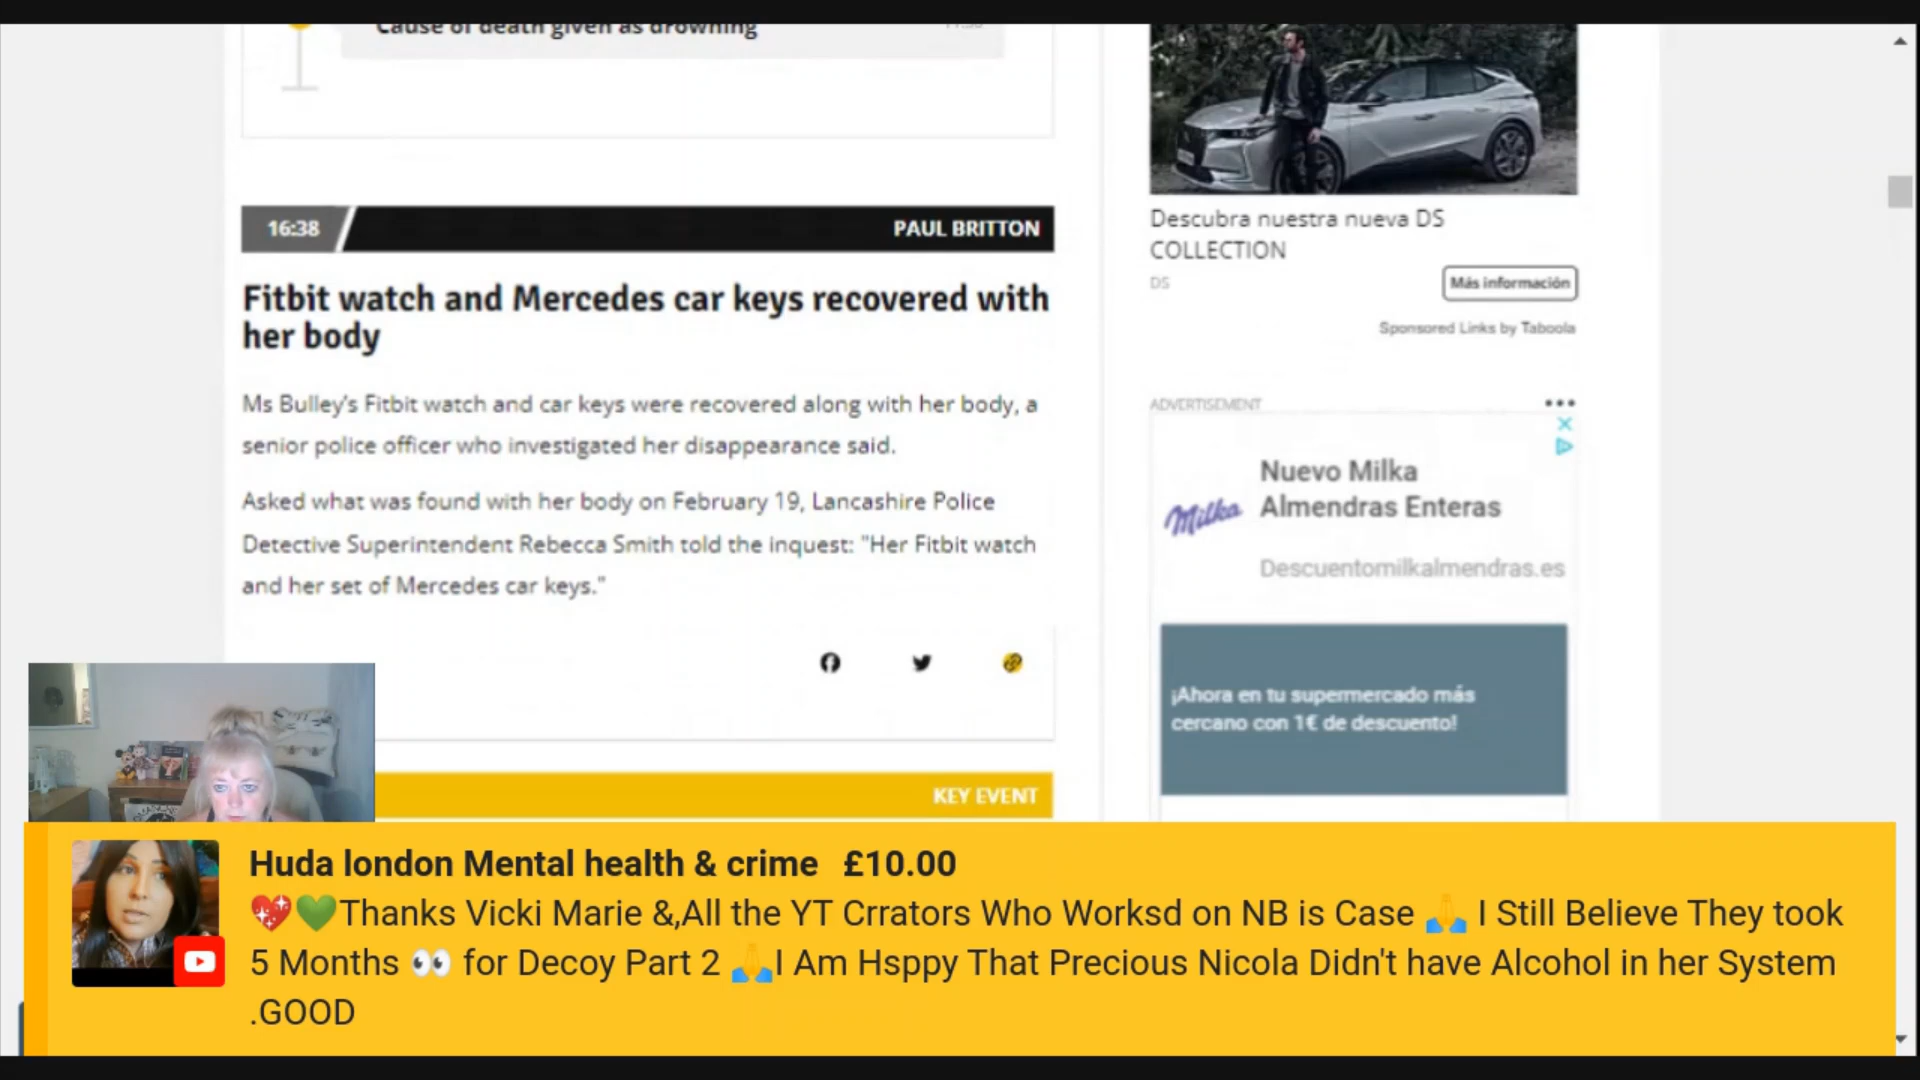 Cause of death given as drowning
16:38
PAUL BRITTON
Fitbit watch and Mercedes car keys recovered with
her body
Ms Bulley's Fitbit watch and car keys were recovered along with her body, a
senior police officer who investigated her disappearance said.
Asked what was found with her body on February 19, Lancashire Police
Detective Superintendent Rebecca Smith told the inquest: "Her Fitbit watch
and her set of Mercedes car keys."
KEY EVENT
Descubra nuestra nueva DS
COLLECTION
DS
Más información
Sponsored Links by Taboola
ADVERTISEMENT
Milka
Nuevo Milka
Almendras Enteras
Descuentomilkalmendras.es
¡Ahora en tu supermercado más
cercano con 1€ de descuento!
Huda london Mental health & crime £10.00
💖💚Thanks Vicki Marie &,All the YT Crrators Who Worksd on NB is Case 🙏 I Still Believe They took
5 Months 👀 for Decoy Part 2 🙏I Am Hsppy That Precious Nicola Didn't have Alcohol in her System
.GOOD